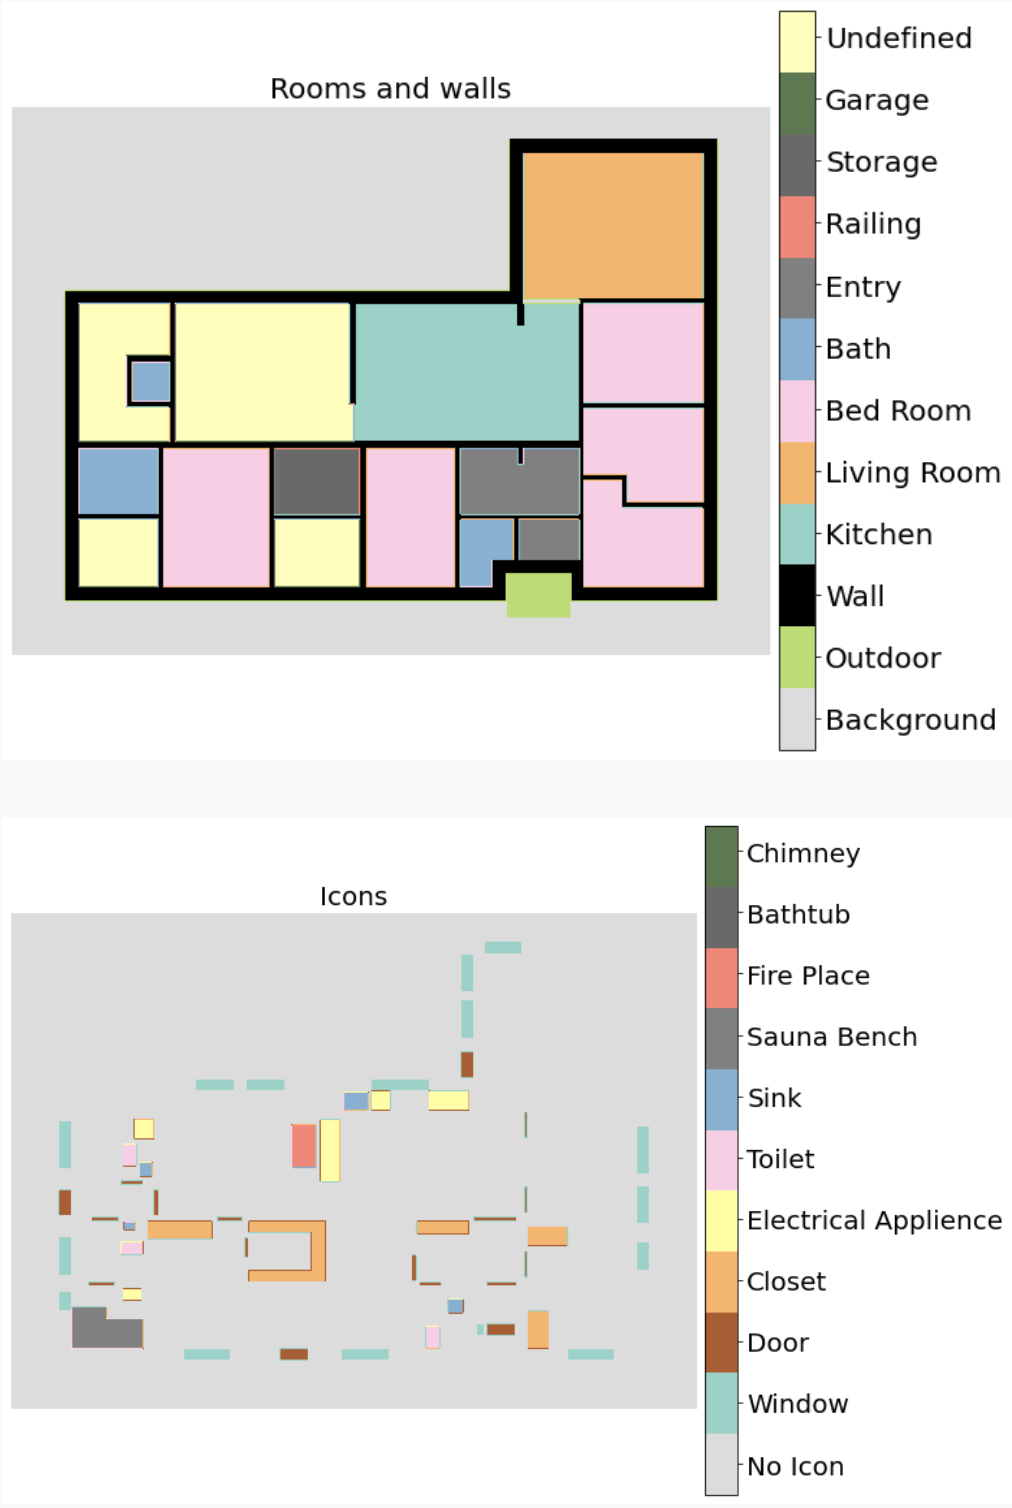 Rooms and walls
Undefined
Garage
Storage
Railing
Entry
Bath
Bed Room
Living Room
Kitchen
Wall
Outdoor
Background
Icons
Chimney
Bathtub
Fire Place
Sauna Bench
Sink
Toilet
Electrical Applience
Closet
Door
Window
No Icon